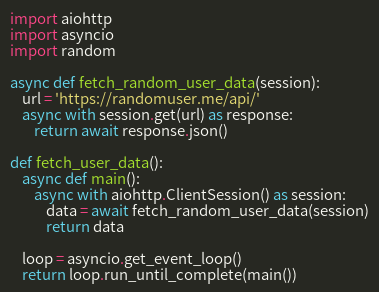 import aiohttp
import asyncio
import random

async def fetch_random_user_data(session):
    url = 'https://randomuser.me/api/'
    async with session.get(url) as response:
        return await response.json()

def fetch_user_data():
    async def main():
        async with aiohttp.ClientSession() as session:
            data = await fetch_random_user_data(session)
            return data

    loop = asyncio.get_event_loop()
    return loop.run_until_complete(main())